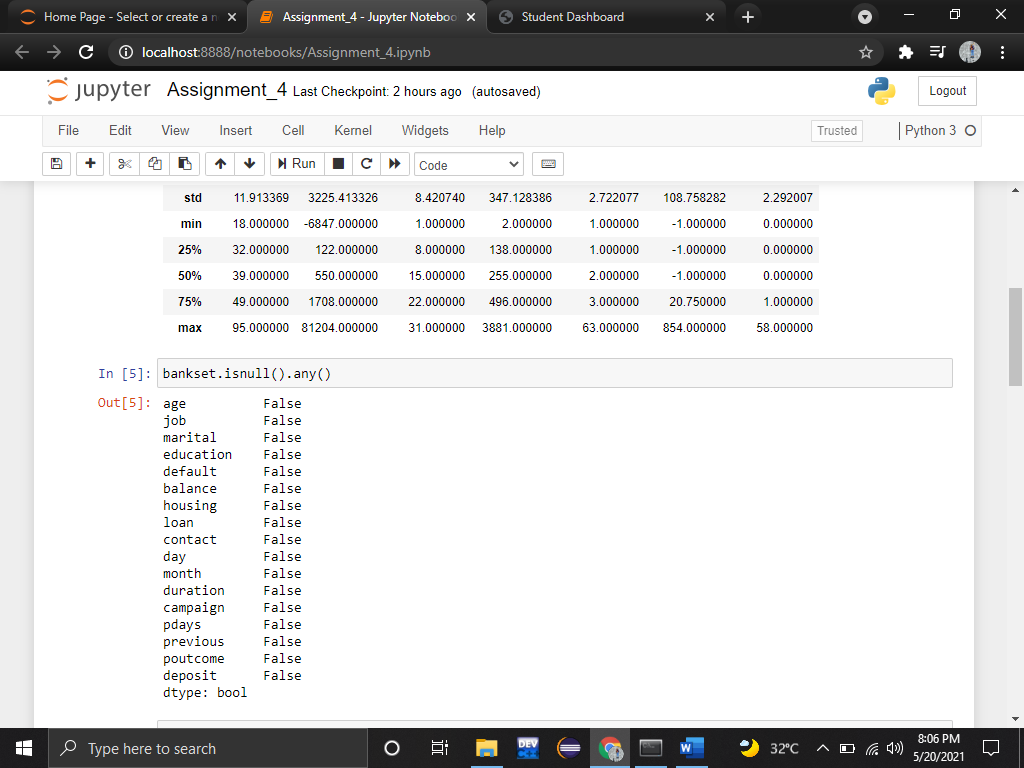 Home Page - Select or create a n
Assignment_4 - Jupyter Noteboo
Student Dashboard
localhost:8888/notebooks/Assignment_4.ipynb
jupyter Assignment_4 Last Checkpoint: 2 hours ago (autosaved)
Logout
File Edit View Insert Cell Kernel Widgets Help Trusted Python 3
Run Code
std 11.913369 3225.413326 8.420740 347.128386 2.722077 108.758282 2.292007
min 18.000000 -6847.000000 1.000000 2.000000 1.000000 -1.000000 0.000000
25% 32.000000 122.000000 8.000000 138.000000 1.000000 -1.000000 0.000000
50% 39.000000 550.000000 15.000000 255.000000 2.000000 -1.000000 0.000000
75% 49.000000 1708.000000 22.000000 496.000000 3.000000 20.750000 1.000000
max 95.000000 81204.000000 31.000000 3881.000000 63.000000 854.000000 58.000000
In [5]: bankset.isnull().any()
Out[5]: age False
job False
marital False
education False
default False
balance False
housing False
loan False
contact False
day False
month False
duration False
campaign False
pdays False
previous False
poutcome False
deposit False
dtype: bool
Type here to search
DEV
W
32°C
8:06 PM
5/20/2021